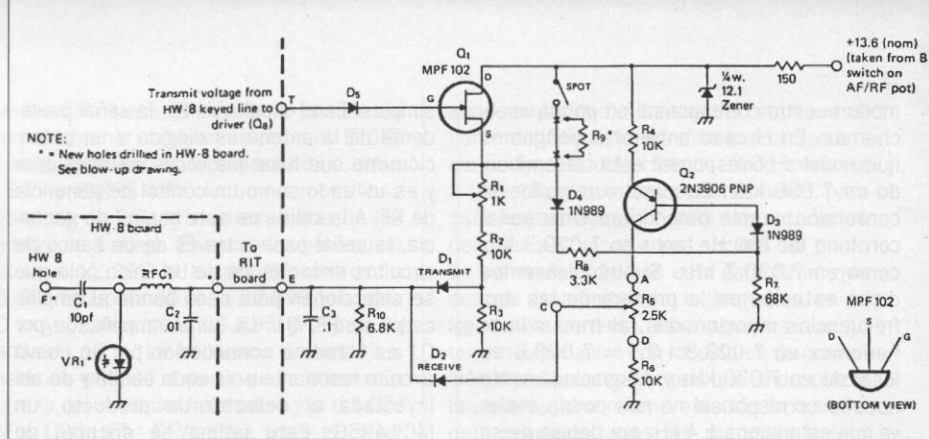 Q1
MPF 102
+13.6 (nom)
(taken from B
switch on
AF/RF pot)
Transmit voltage from
HW-8 keyed line to
driver (Q8)
T
D5
G
D
S
SPOT
¼w.
12.1
Zener
150
NOTE:
* - New holes drilled in HW-8 board.
See blow-up drawing.
R9*
R4
10K
R1
1K
Q2
2N3906 PNP
D4
1N989
HW-8 board
To
RIT
board
R2
10K
1N989
HW 8
hole
P*
RFC1
D1
TRANSMIT
R8
3.3K
R5
2.5K
R7
68K
MPF 102
E
10pf
C2
.01
C3
.1
R10
6.8K
R3
10K
G
D
S
G
VR1
D2
RECEIVE
R6
10K
(BOTTOM VIEW)